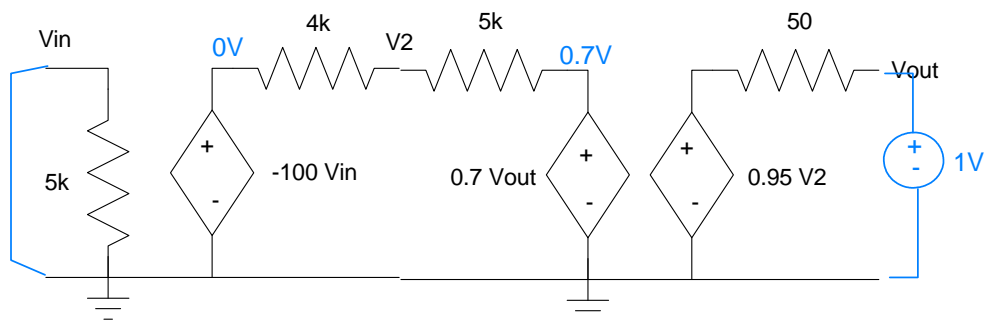 4k
5k
50
Vin
0V
V2
0.7V
Vout
+
+
+
+
-
1V
5k
-100 Vin
0.7 Vout
0.95 V2
-
-
-